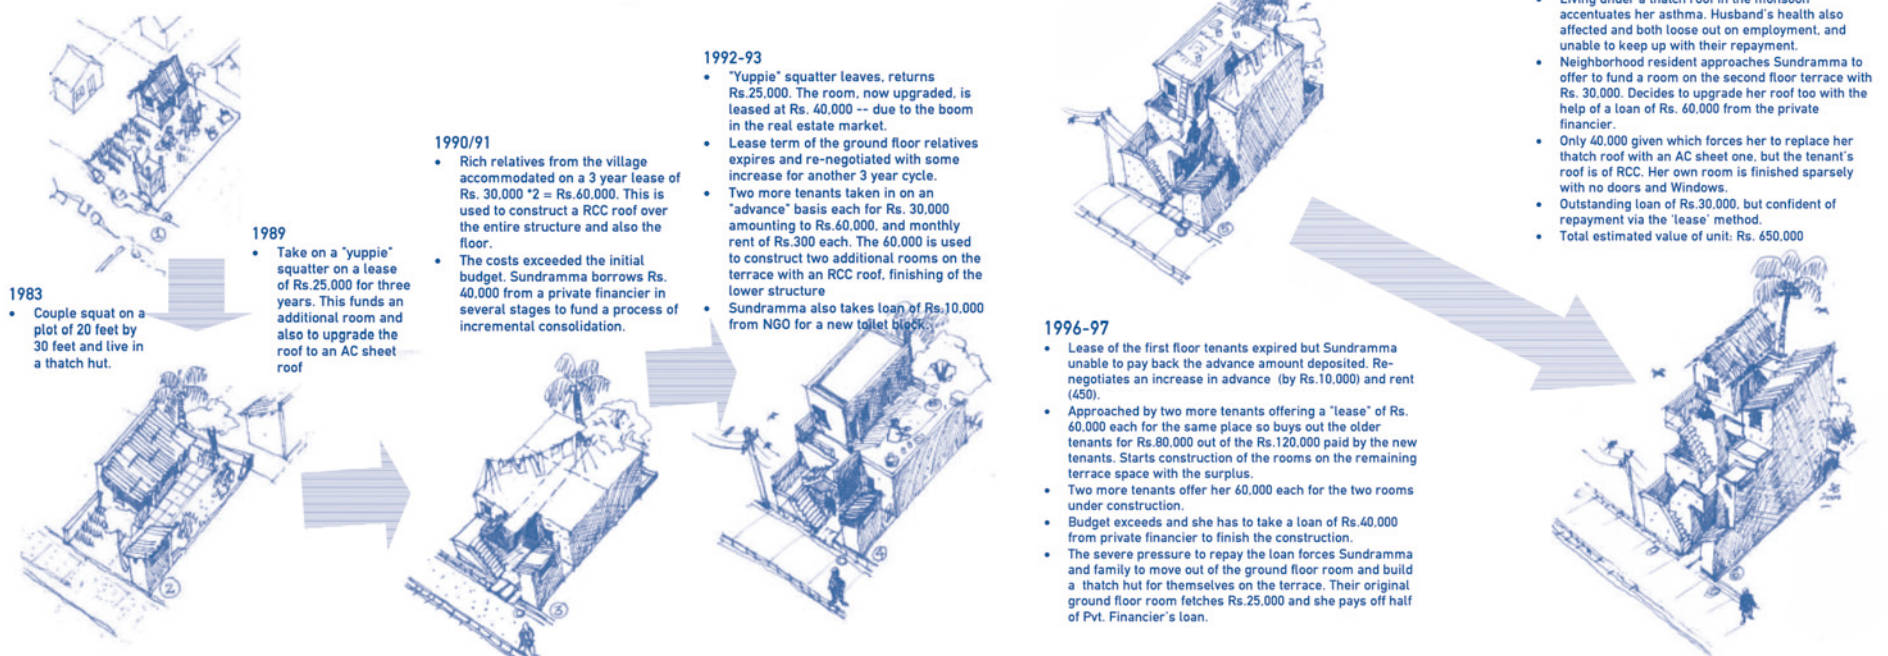 1983
• Couple squat on a
plot of 20 feet by
30 feet and live in
a thatch hut.
1989
• Take on a "yuppie"
squatter on a lease
of Rs.25,000 for three
years. This funds an
additional room and
also to upgrade the
roof to an AC sheet
roof
1990/91
• Rich relatives from the village
accommodated on a 3 year lease of
Rs. 30,000 *2 = Rs.60,000. This is
used to construct a RCC roof over
the entire structure and also the
floor.
• The costs exceeded the initial
budget. Sundramma borrows Rs.
40,000 from a private financier in
several stages to fund a process of
incremental consolidation.
1992-93
• "Yuppie" squatter leaves, returns
Rs.25,000. The room, now upgraded, is
leased at Rs. 40,000 -- due to the boom
in the real estate market.
• Lease term of the ground floor relatives
expires and re-negotiated with some
increase for another 3 year cycle.
• Two more tenants taken in on an
"advance" basis each for Rs. 30,000
amounting to Rs.60,000, and monthly
rent of Rs.300 each. The 60,000 is used
to construct two additional rooms on the
terrace with an RCC roof, finishing of the
lower structure
• Sundramma also takes loan of Rs.10,000
from NGO for a new toilet block.
1996-97
• Lease of the first floor tenants expired but Sundramma
unable to pay back the advance amount deposited. Re-
negotiates an increase in advance (by Rs.10,000) and rent
(450).
• Approached by two more tenants offering a "lease" of Rs.
60,000 each for the same place so buys out the older
tenants for Rs.80,000 out of the Rs.120,000 paid by the new
tenants. Starts construction of the rooms on the remaining
terrace space with the surplus.
• Two more tenants offer her 60,000 each for the two rooms
under construction.
• Budget exceeds and she has to take a loan of Rs.40,000
from private financier to finish the construction.
• The severe pressure to repay the loan forces Sundramma
and family to move out of the ground floor room and build
a thatch hut for themselves on the terrace. Their original
ground floor room fetches Rs.25,000 and she pays off half
of Pvt. Financier's loan.
• Living under a thatch roof in the monsoon
accentuates her asthma. Husband's health also
affected and both loose out on employment, and
unable to keep up with their repayment.
• Neighborhood resident approaches Sundramma to
offer to fund a room on the second floor terrace with
Rs. 30,000. Decides to upgrade her roof too with the
help of a loan of Rs. 60,000 from the private
financier.
• Only 40,000 given which forces her to replace her
thatch roof with an AC sheet one, but the tenant's
roof is of RCC. Her own room is finished sparsely
with no doors and Windows.
• Outstanding loan of Rs.30,000, but confident of
repayment via the 'lease' method.
• Total estimated value of unit: Rs. 650,000
1
2
3
4
5
6